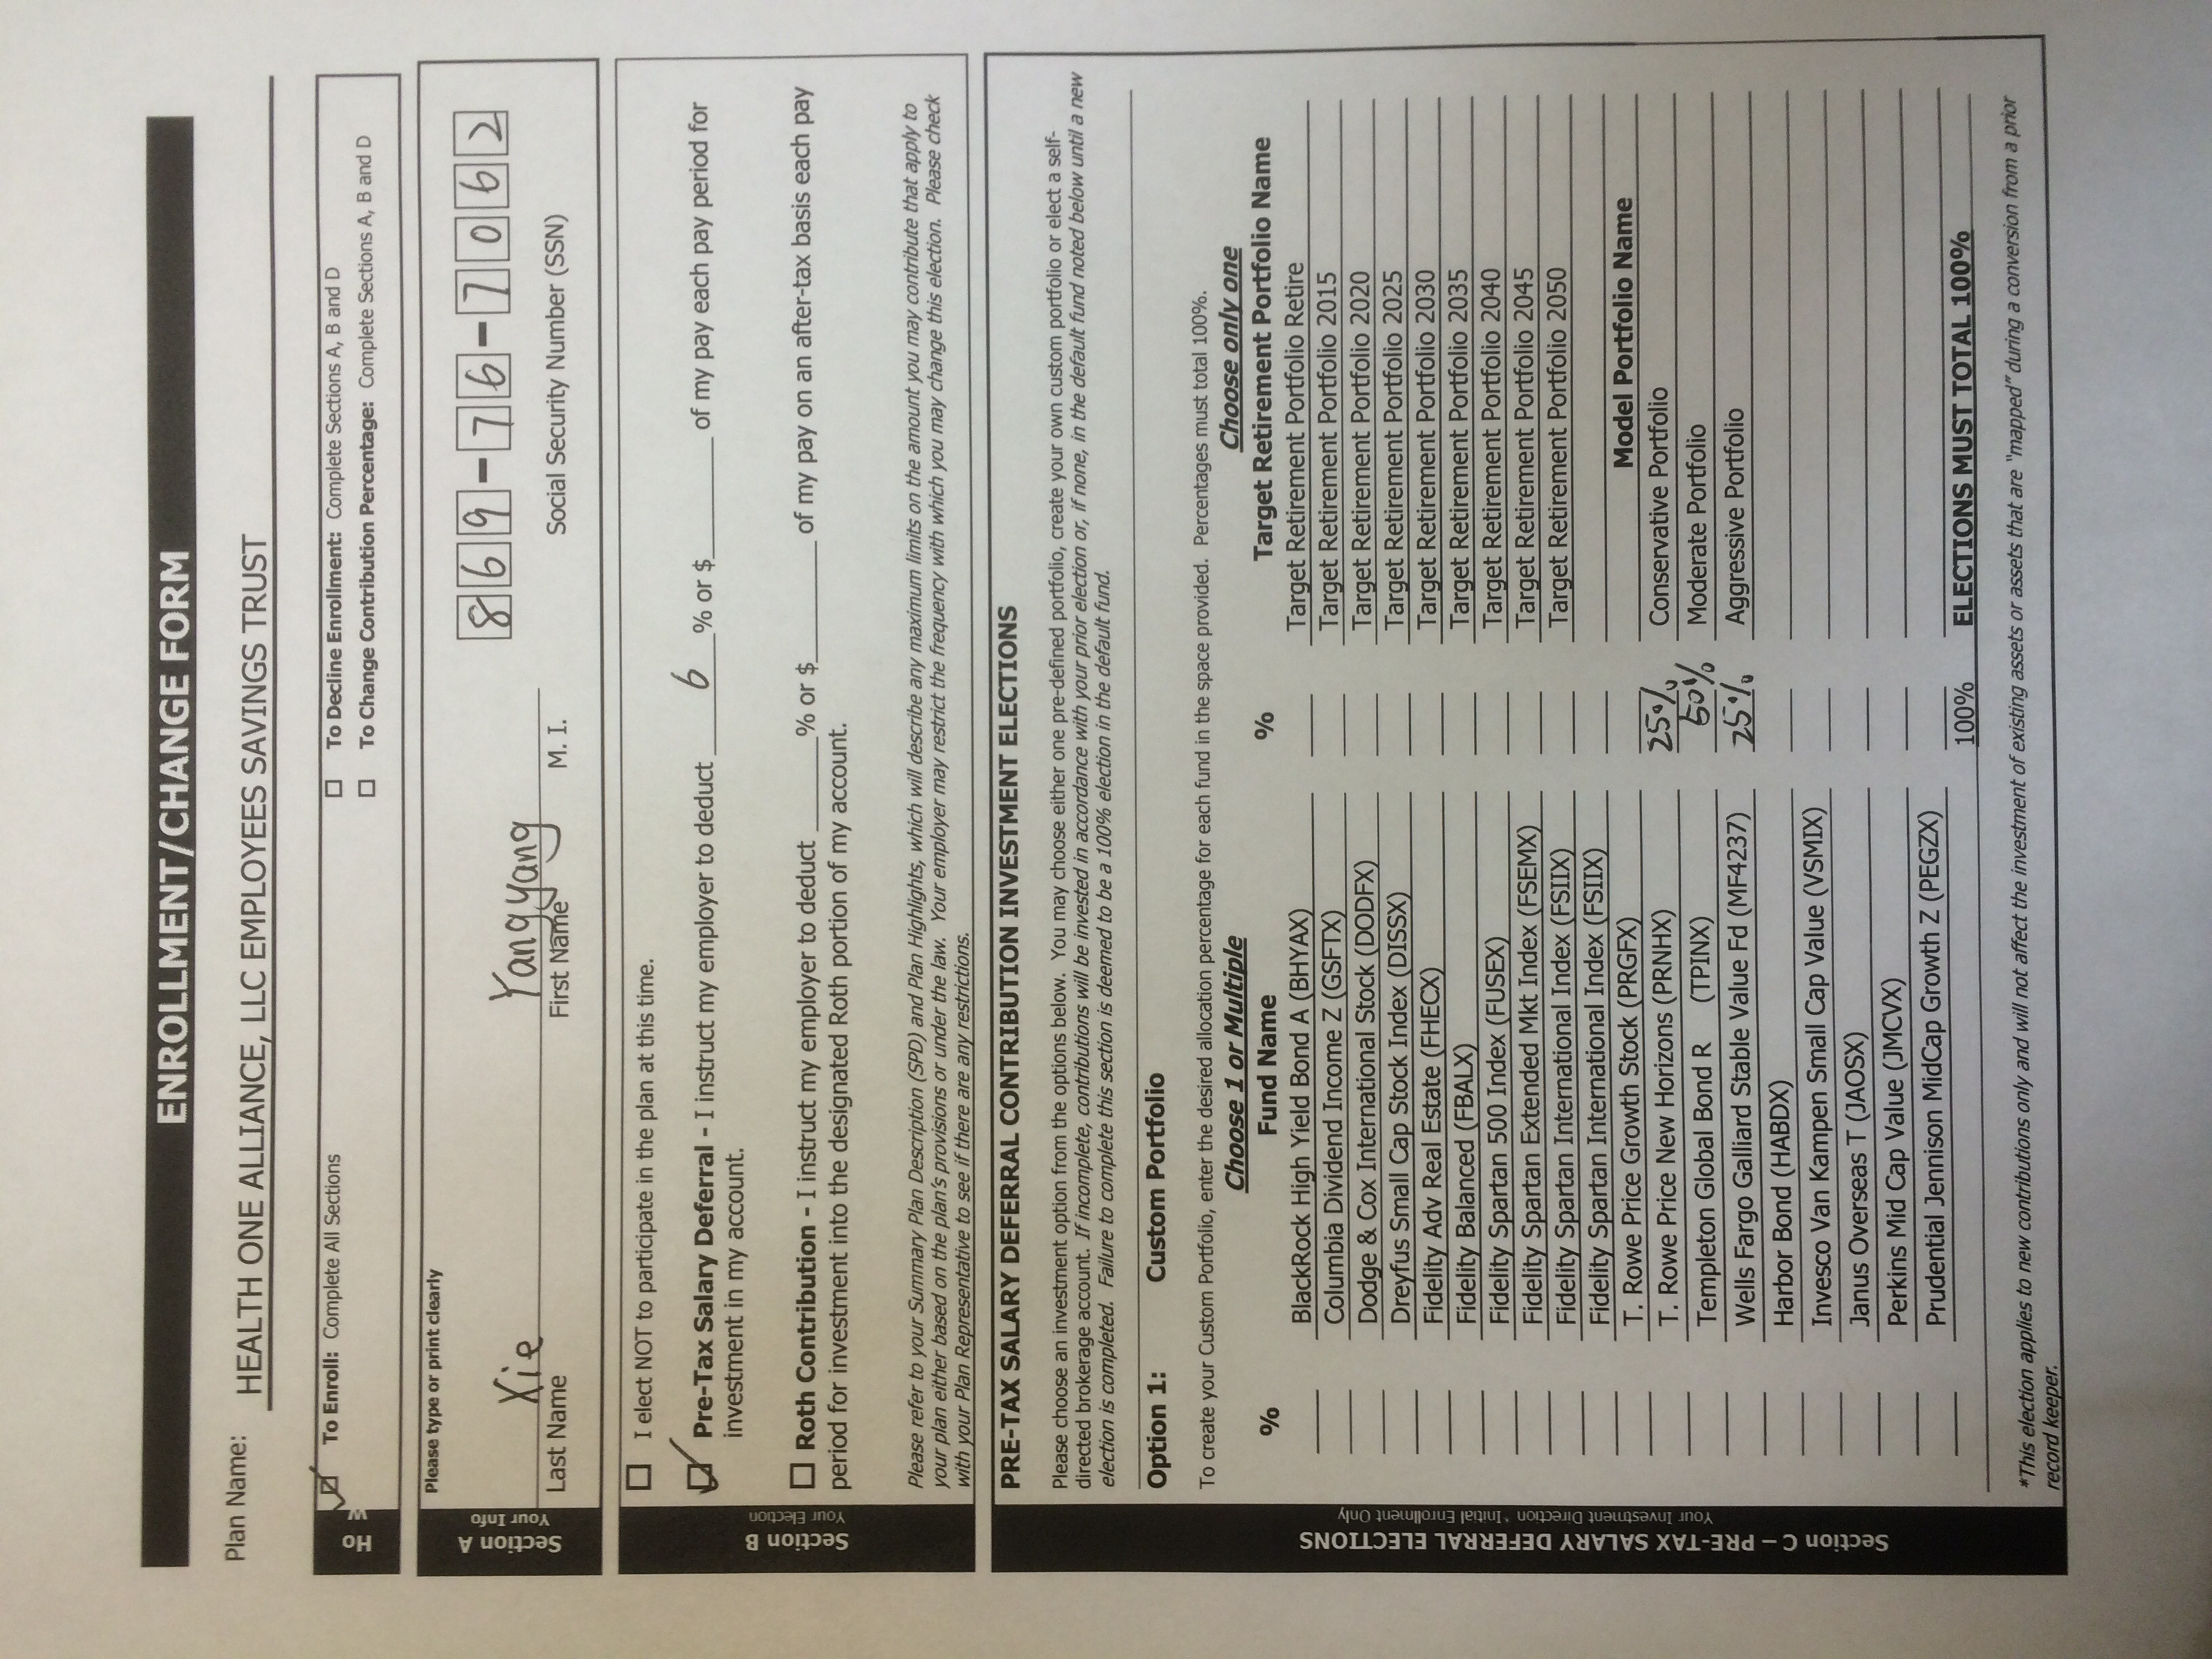 ENROLLMENT/CHANGE FORM
Plan Name: HEALTH ONE ALLIANCE, LLC EMPLOYEES SAVINGS TRUST
Ho
w
To Enroll: Complete All Sections
To Decline Enrollment: Complete Sections A, B and D
To Change Contribution Percentage: Complete Sections A, B and D
Section A
Your Info
Please type or print clearly
869-76-7062
Xie Yangyang
Last Name First Name M. I. Social Security Number (SSN)
Section B
Your Election
I elect NOT to participate in the plan at this time.
Pre-Tax Salary Deferral - I instruct my employer to deduct 6 % or $ of my pay each pay period for
investment in my account.
Roth Contribution - I instruct my employer to deduct % or $ of my pay on an after-tax basis each pay
period for investment into the designated Roth portion of my account.
Please refer to your Summary Plan Description (SPD) and Plan Highlights, which will describe any maximum limits on the amount you may contribute that apply to
your plan either based on the plan's provisions or under the law. Your employer may restrict the frequency with which you may change this election. Please check
with your Plan Representative to see if there are any restrictions.
Section C – PRE-TAX SALARY DEFERRAL ELECTIONS
Your Investment Direction *Initial Enrollment Only
PRE-TAX SALARY DEFERRAL CONTRIBUTION INVESTMENT ELECTIONS
Please choose an investment option from the options below. You may choose either one pre-defined portfolio, create your own custom portfolio or elect a self-
directed brokerage account. If incomplete, contributions will be invested in accordance with your prior election or, if none, in the default fund noted below until a new
election is completed. Failure to complete this section is deemed to be a 100% election in the default fund.
Option 1: Custom Portfolio
To create your Custom Portfolio, enter the desired allocation percentage for each fund in the space provided. Percentages must total 100%.
Choose 1 or Multiple Choose only one
% Fund Name % Target Retirement Portfolio Name
BlackRock High Yield Bond A (BHYAX) Target Retirement Portfolio Retire
Columbia Dividend Income Z (GSFTX) Target Retirement Portfolio 2015
Dodge & Cox International Stock (DODFX) Target Retirement Portfolio 2020
Dreyfus Small Cap Stock Index (DISSX) Target Retirement Portfolio 2025
Fidelity Adv Real Estate (FHECX) Target Retirement Portfolio 2030
Fidelity Balanced (FBALX) Target Retirement Portfolio 2035
Fidelity Spartan 500 Index (FUSEX) Target Retirement Portfolio 2040
Fidelity Spartan Extended Mkt Index (FSEMX) Target Retirement Portfolio 2045
Fidelity Spartan International Index (FSIIX) Target Retirement Portfolio 2050
Fidelity Spartan International Index (FSIIX)
T. Rowe Price Growth Stock (PRGFX) Model Portfolio Name
T. Rowe Price New Horizons (PRNHX) 25% Conservative Portfolio
Templeton Global Bond R (TPINX) 50% Moderate Portfolio
Wells Fargo Galliard Stable Value Fd (MF4237) 25% Aggressive Portfolio
Harbor Bond (HABDX)
Invesco Van Kampen Small Cap Value (VSMIX)
Janus Overseas T (JAOSX)
Perkins Mid Cap Value (JMCVX)
Prudential Jennison MidCap Growth Z (PEGZX)
100% ELECTIONS MUST TOTAL 100%
*This election applies to new contributions only and will not affect the investment of existing assets or assets that are "mapped" during a conversion from a prior
record keeper.